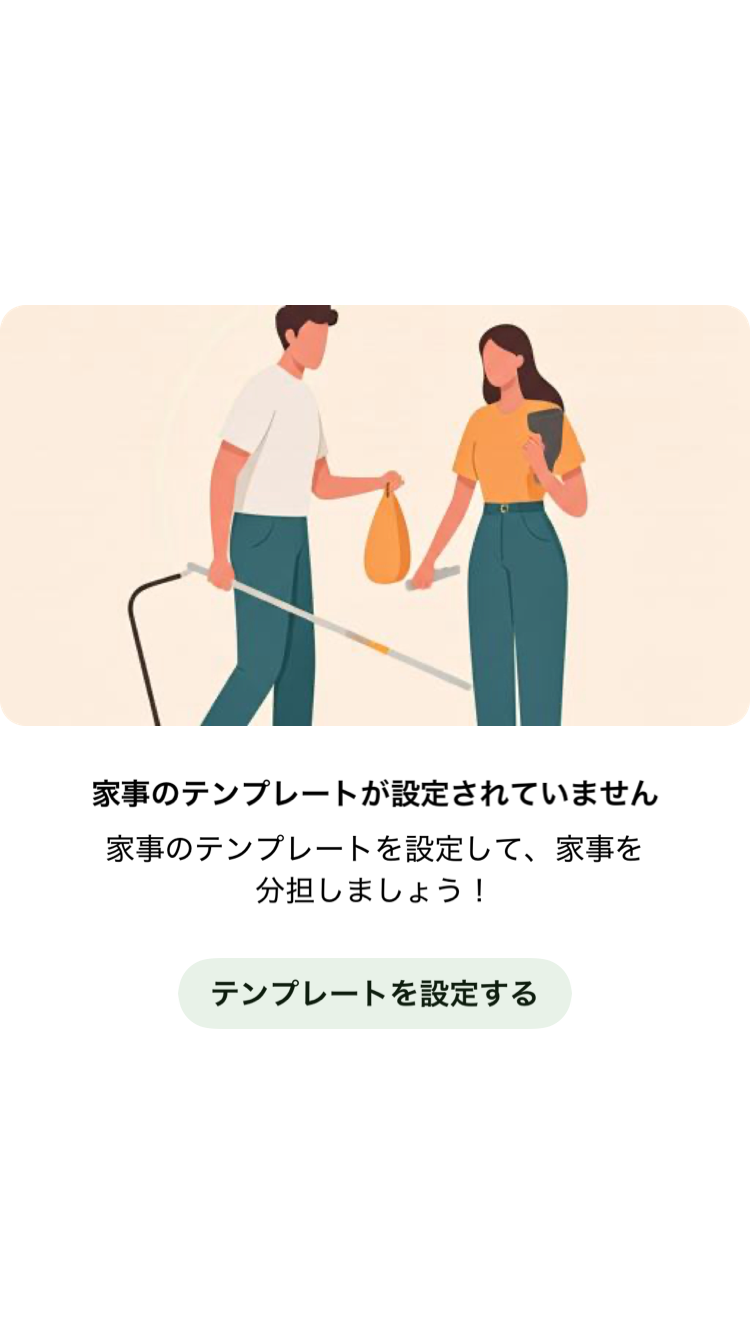 家事のテンプレートが設定されていません
家事のテンプレートを設定して、家事を
分担しましょう！
テンプレートを設定する